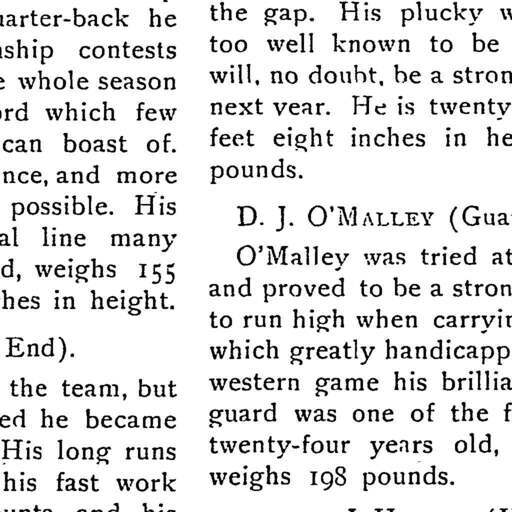 uarter-back he
ship contests
whole season
ord which few
can boast of.
nce, and more
possible. His
al line many
d, weighs 155
hes in height.
End).
the team, but
ed he became
His long runs
his fast work
the gap. His plucky
too well known to be
will, no doubt, be a stron
next year. He is twenty
feet eight inches in he
pounds.
D. J. O'MALLEY (Gua
O'Malley was tried at
and proved to be a stron
to run high when carryin
which greatly handicapp
western game his brillia
guard was one of the f
twenty-four years old,
weighs 198 pounds.